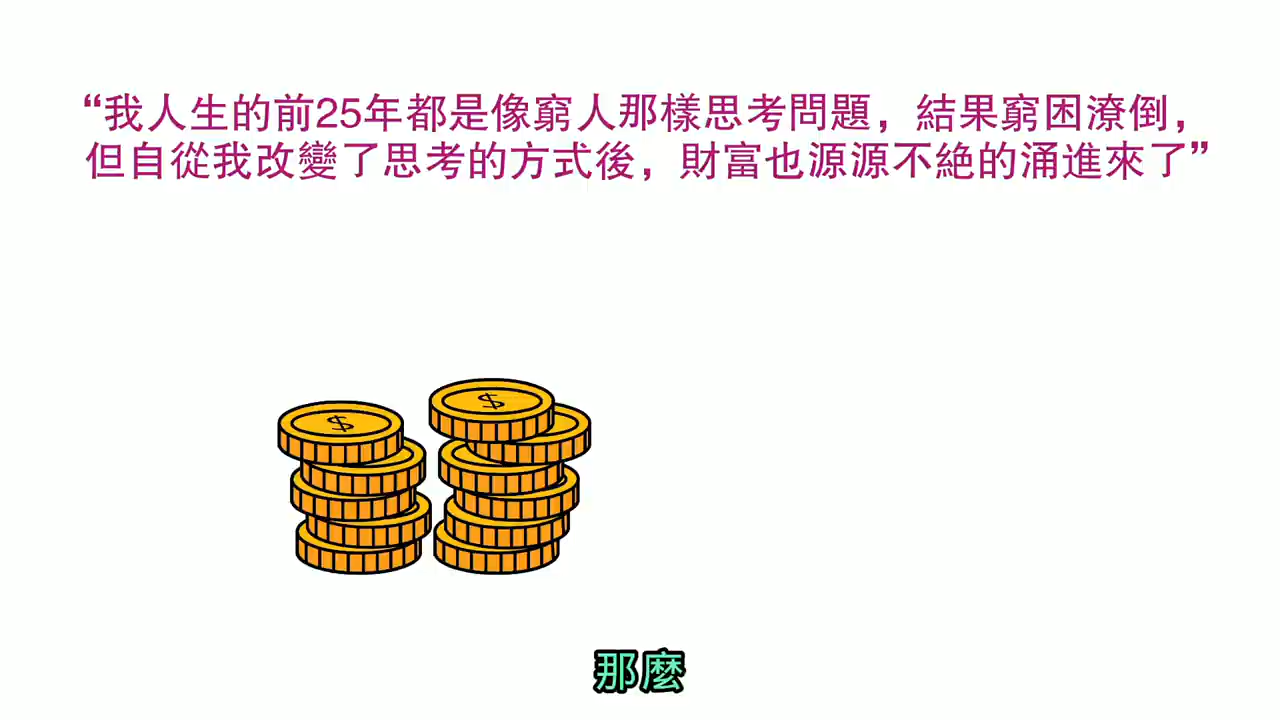 “我人生的前25年都是像窮人那樣思考問題，結果窮困潦倒，
但自從我改變了思考的方式後，財富也源源不絕的涌進來了”
$ $
那麼